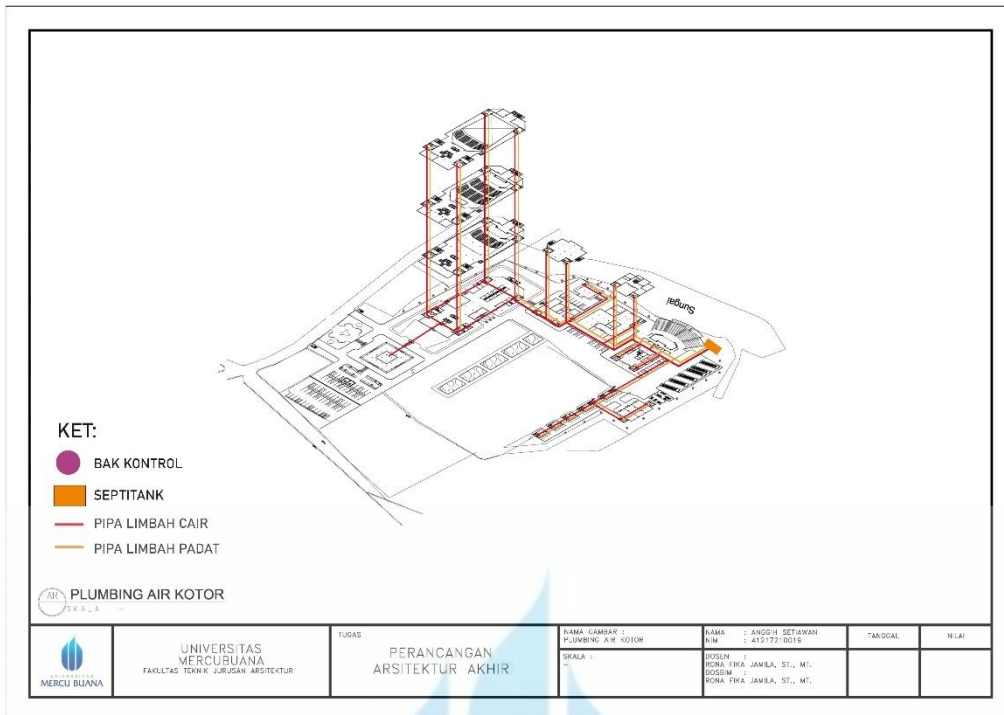 Sungai
KET:
BAK KONTROL
SEPTITANK
PIPA LIMBAH CAIR
PIPA LIMBAH PADAT
AR
PLUMBING AIR KOTOR
SKALA -
UNIVERSITAS
MERCU BUANA
UNIVERSITAS
MERCUBUANA
FAKULTAS TEKNIK JURUSAN ARSITEKTUR
TUGAS
PERANCANGAN
ARSITEKTUR AKHIR
NAMA GAMBAR :
PLUMBING AIR KOTOR
SKALA :
-
NAMA : ANGGIH SETIAWAN
NIM : 41217210019
DOSEN :
RONA FIKA JAMILA, ST., MT.
DOSBIM :
RONA FIKA JAMILA, ST., MT.
TANGGAL
NILAI